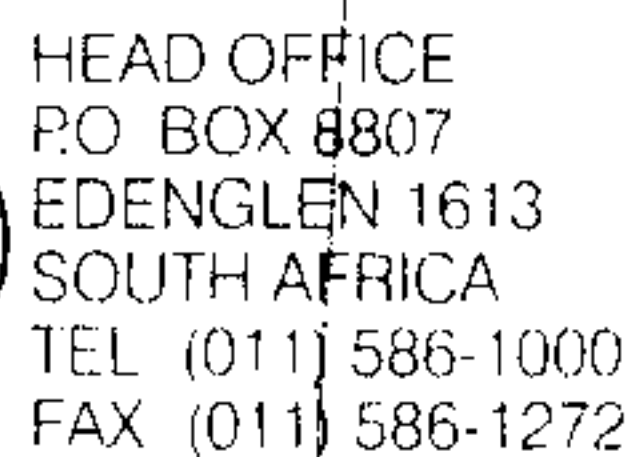 HEAD OFFICE
P.O BOX 8807
EDENGLEN 1613
SOUTH AFRICA
TEL (011) 586-1000
FAX (011) 586-1272